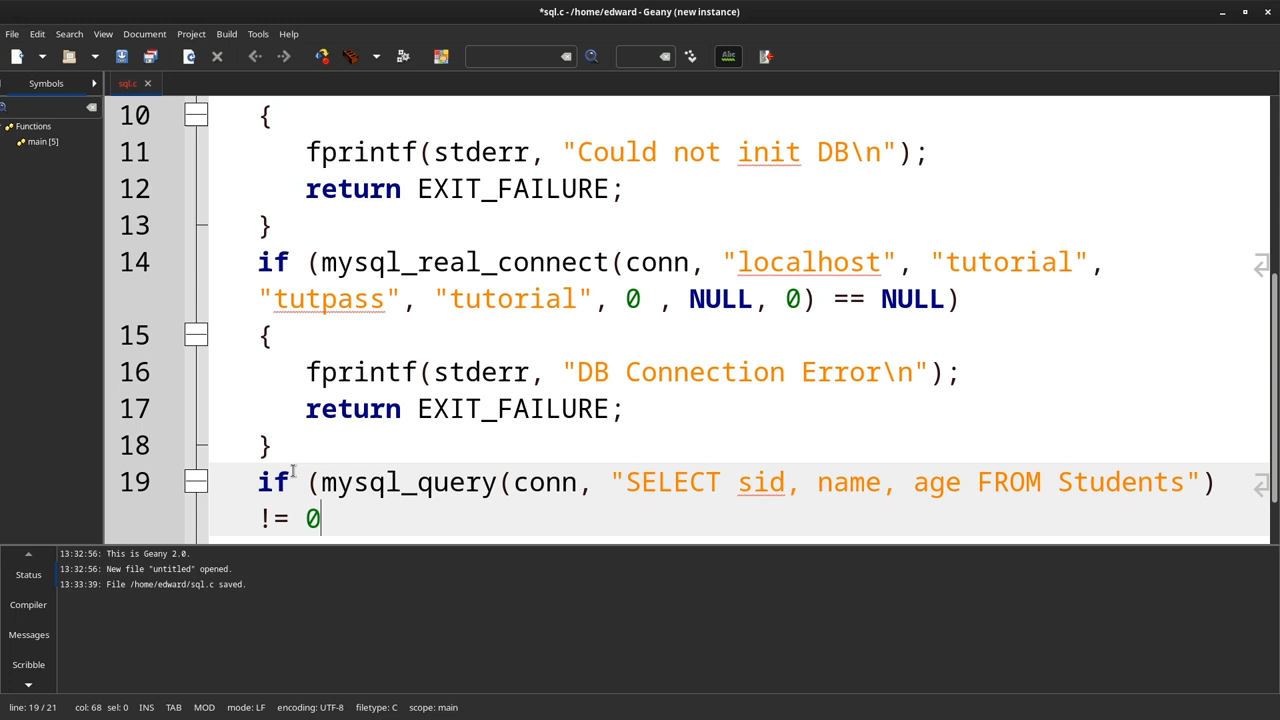 *sql.c - /home/edward - Geany (new instance)
File Edit Search View Document Project Build Tools Help
Abc
Symbols sql.c
Functions
main [5]
10 {
11 fprintf(stderr, "Could not init DB\n");
12 return EXIT_FAILURE;
13 }
14 if (mysql_real_connect(conn, "localhost", "tutorial",
"tutpass", "tutorial", 0 , NULL, 0) == NULL)
15 {
16 fprintf(stderr, "DB Connection Error\n");
17 return EXIT_FAILURE;
18 }
19 if (mysql_query(conn, "SELECT sid, name, age FROM Students")
!= 0
Status
Compiler
Messages
Scribble
13:32:56: This is Geany 2.0.
13:32:56: New file "untitled" opened.
13:33:39: File /home/edward/sql.c saved.
line: 19 / 21 col: 68 sel: 0 INS TAB MOD mode: LF encoding: UTF-8 filetype: C scope: main